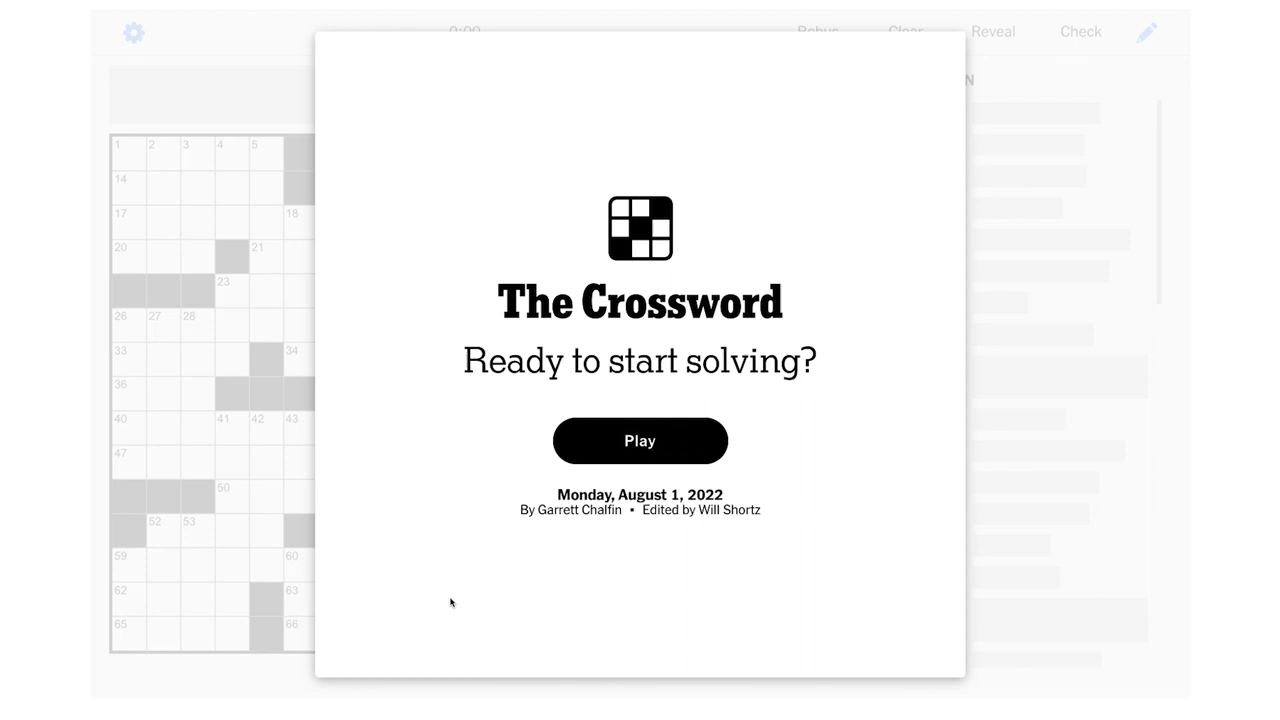 0:00 Rebus Clear Reveal Check
N
1 2 3 4 5
14
17 18
20 21
23
26 27 28
33 34
36
40 41 42 43
47
50
52 53
59 60
62 63
65 66
The Crossword
Ready to start solving?
Play
Monday, August 1, 2022
By Garrett Chalfin • Edited by Will Shortz